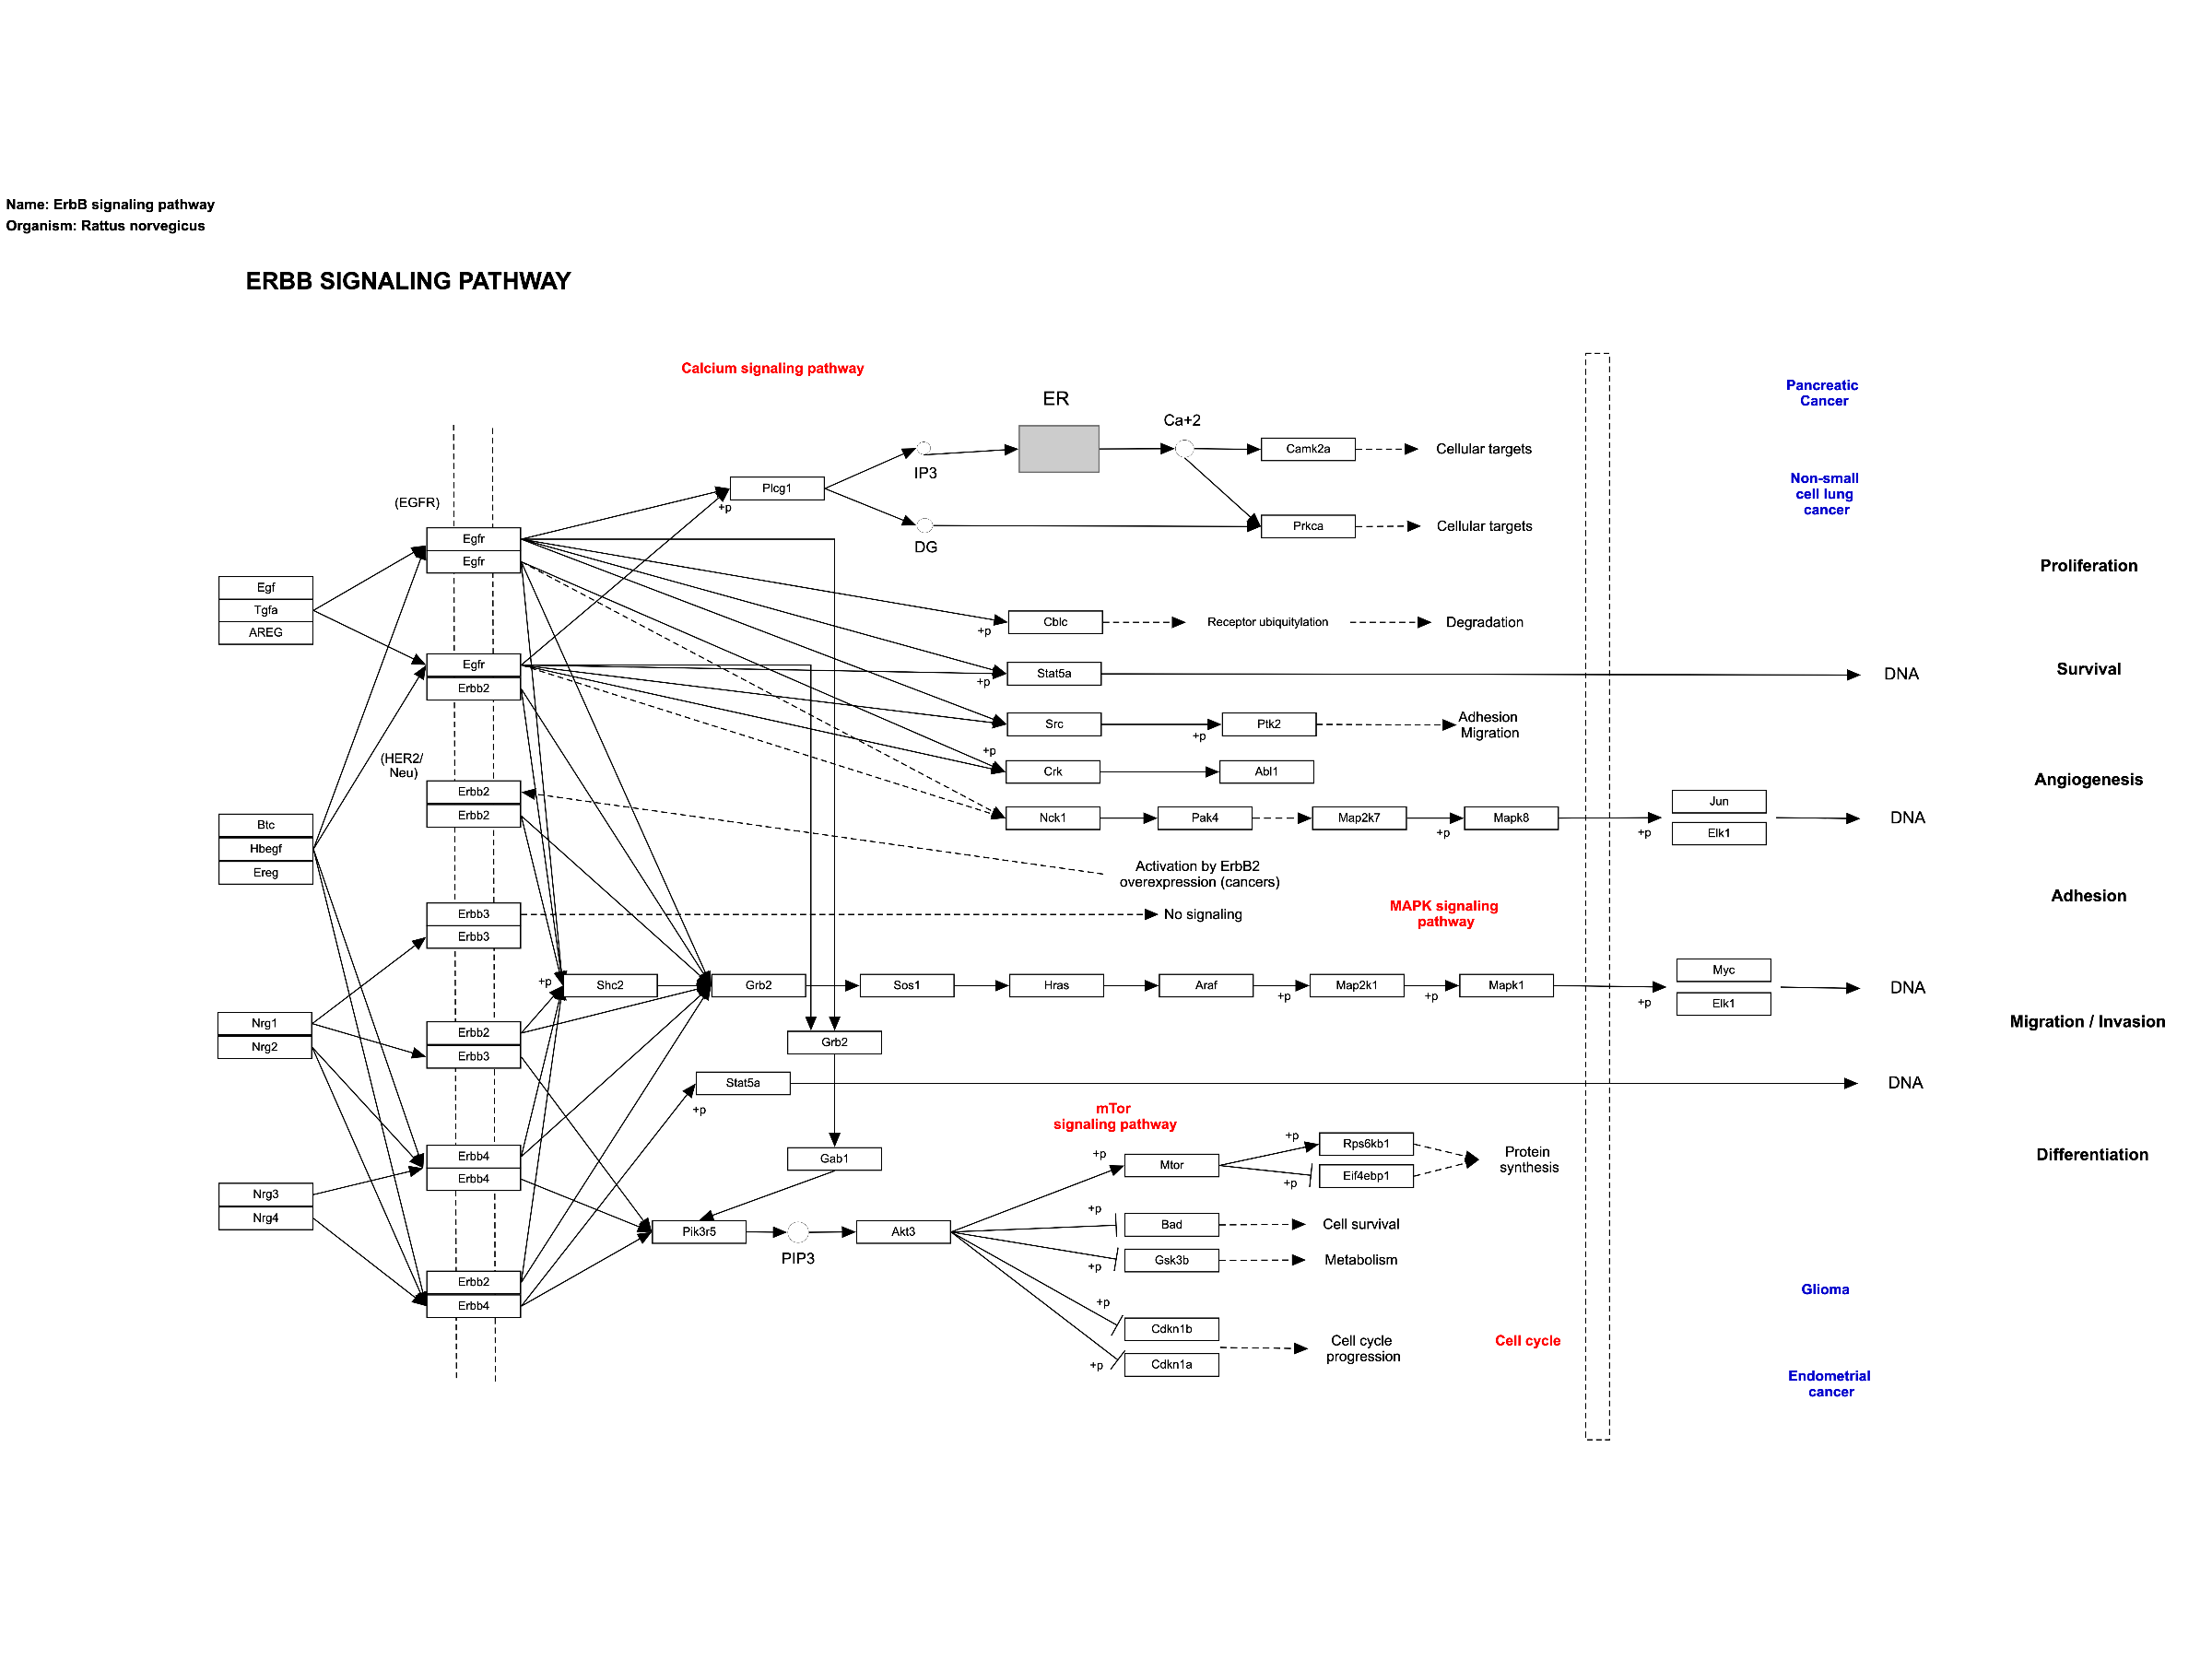 Name: ErbB signaling pathway
Organism: Rattus norvegicus
ERBB SIGNALING PATHWAY
Calcium signaling pathway
Pancreatic
Cancer
ER
Ca+2
IP3
Camk2a
Cellular targets
Plcg1
+p
Non-small
cell lung
cancer
(EGFR)
DG
Prkca
Cellular targets
Egfr
Egfr
Proliferation
Egf
Tgfa
AREG
Cblc
+p
Receptor ubiquitylation
Degradation
Egfr
Erbb2
Stat5a
+p
DNA
Survival
Src
+p
Ptk2
Adhesion
Migration
(HER2/
Neu)
+p
Crk
Abl1
Angiogenesis
Erbb2
Erbb2
Nck1
Pak4
Map2k7
+p
Mapk8
+p
Jun
Elk1
DNA
Btc
Hbegf
Ereg
Activation by ErbB2
overexpression (cancers)
Adhesion
Erbb3
Erbb3
No signaling
MAPK signaling
pathway
+p
Shc2
Grb2
Sos1
Hras
Araf
+p
Map2k1
+p
Mapk1
+p
Myc
Elk1
DNA
Nrg1
Nrg2
Erbb2
Erbb3
Grb2
Migration / Invasion
Stat5a
+p
DNA
mTor
signaling pathway
Erbb4
Erbb4
Gab1
+p
Mtor
+p
+p
Rps6kb1
Eif4ebp1
Protein
synthesis
Differentiation
Nrg3
Nrg4
Pik3r5
PIP3
Akt3
+p
Bad
Cell survival
+p
Gsk3b
Metabolism
Erbb2
Erbb4
Glioma
+p
Cdkn1b
+p
Cdkn1a
Cell cycle
progression
Cell cycle
Endometrial
cancer